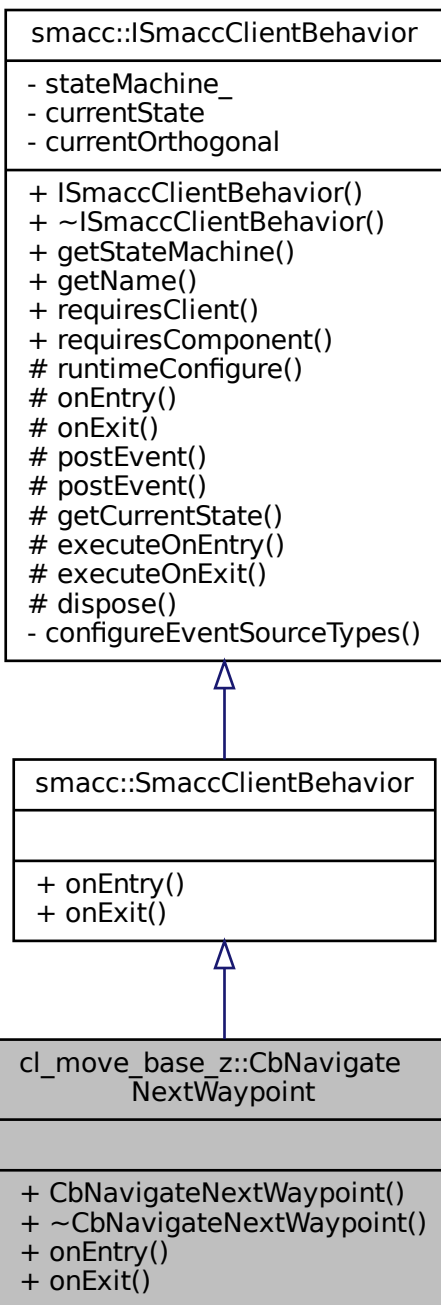 smacc::ISmaccClientBehavior
- stateMachine_
- currentState
- currentOrthogonal
+ ISmaccClientBehavior()
+ ~ISmaccClientBehavior()
+ getStateMachine()
+ getName()
+ requiresClient()
+ requiresComponent()
# runtimeConfigure()
# onEntry()
# onExit()
# postEvent()
# postEvent()
# getCurrentState()
# executeOnEntry()
# executeOnExit()
# dispose()
- configureEventSourceTypes()
smacc::SmaccClientBehavior
+ onEntry()
+ onExit()
cl_move_base_z::CbNavigate
NextWaypoint
+ CbNavigateNextWaypoint()
+ ~CbNavigateNextWaypoint()
+ onEntry()
+ onExit()